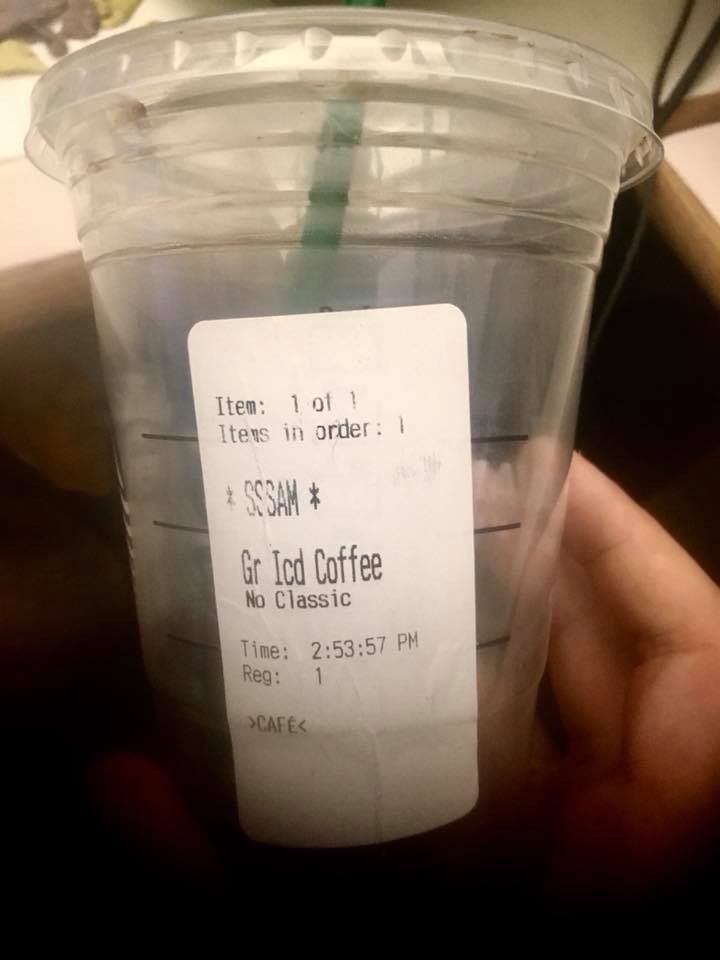 Item: 1 of 1
Items in order: 1
* SSSAM *
Gr Icd Coffee
No Classic
Time: 2:53:57 PM
Reg: 1
>CAFÉ<